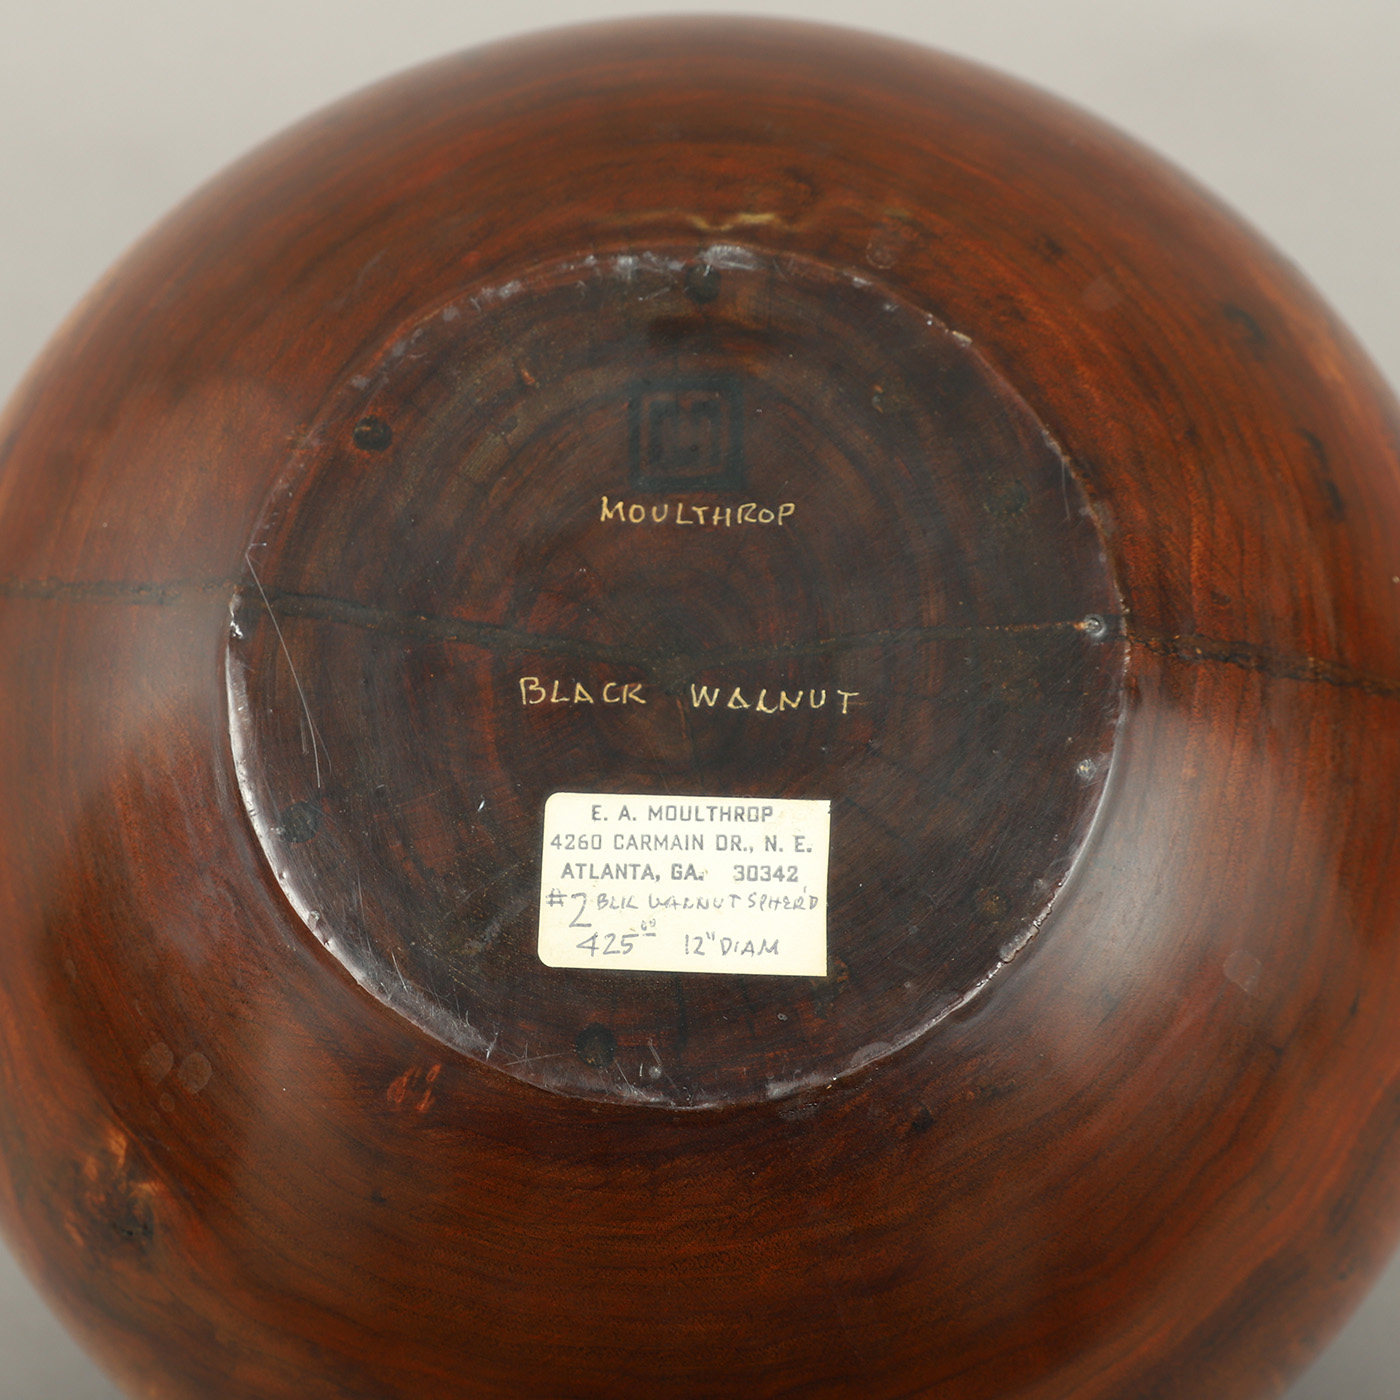 MOULTHROP
BLACK WALNUT
E. A. MOULTHROP
4260 CARMAIN DR., N. E.
ATLANTA, GA. 30342
#2 BLK WALNUT SPHER'D
425.00 12" DIAM